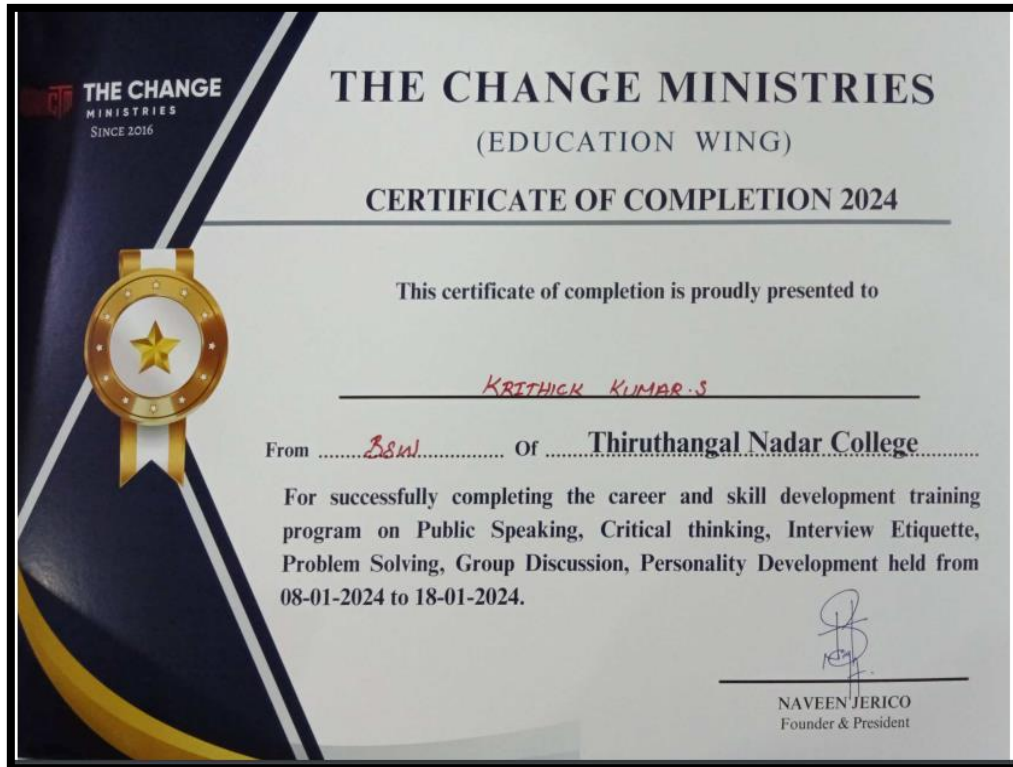 THE CHANGE
MINISTRIES
SINCE 2016
THE CHANGE MINISTRIES
(EDUCATION WING)
CERTIFICATE OF COMPLETION 2024
This certificate of completion is proudly presented to
KRITHICK KUMAR.S
From BSW Of Thiruthangal Nadar College
For successfully completing the career and skill development training
program on Public Speaking, Critical thinking, Interview Etiquette,
Problem Solving, Group Discussion, Personality Development held from
08-01-2024 to 18-01-2024.
NAVEEN JERICO
Founder & President